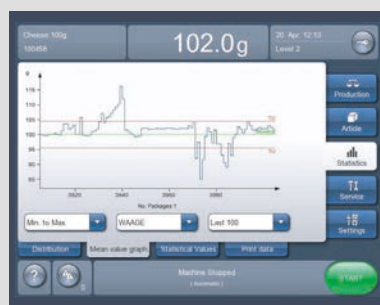 Cheese 100g
100458
102.0g
20. Apr. 12:53
Level 2
g
115
110
105
100
95
90
85
3920
3940
3960
3980
No. Packages 1
Min. to Max
WAAGE
Last 100
Distribution
Mean value graph
Statistical Values
Print data
Production
Article
Statistics
Service
Settings
Machine Stopped
( Automatic )
START
?